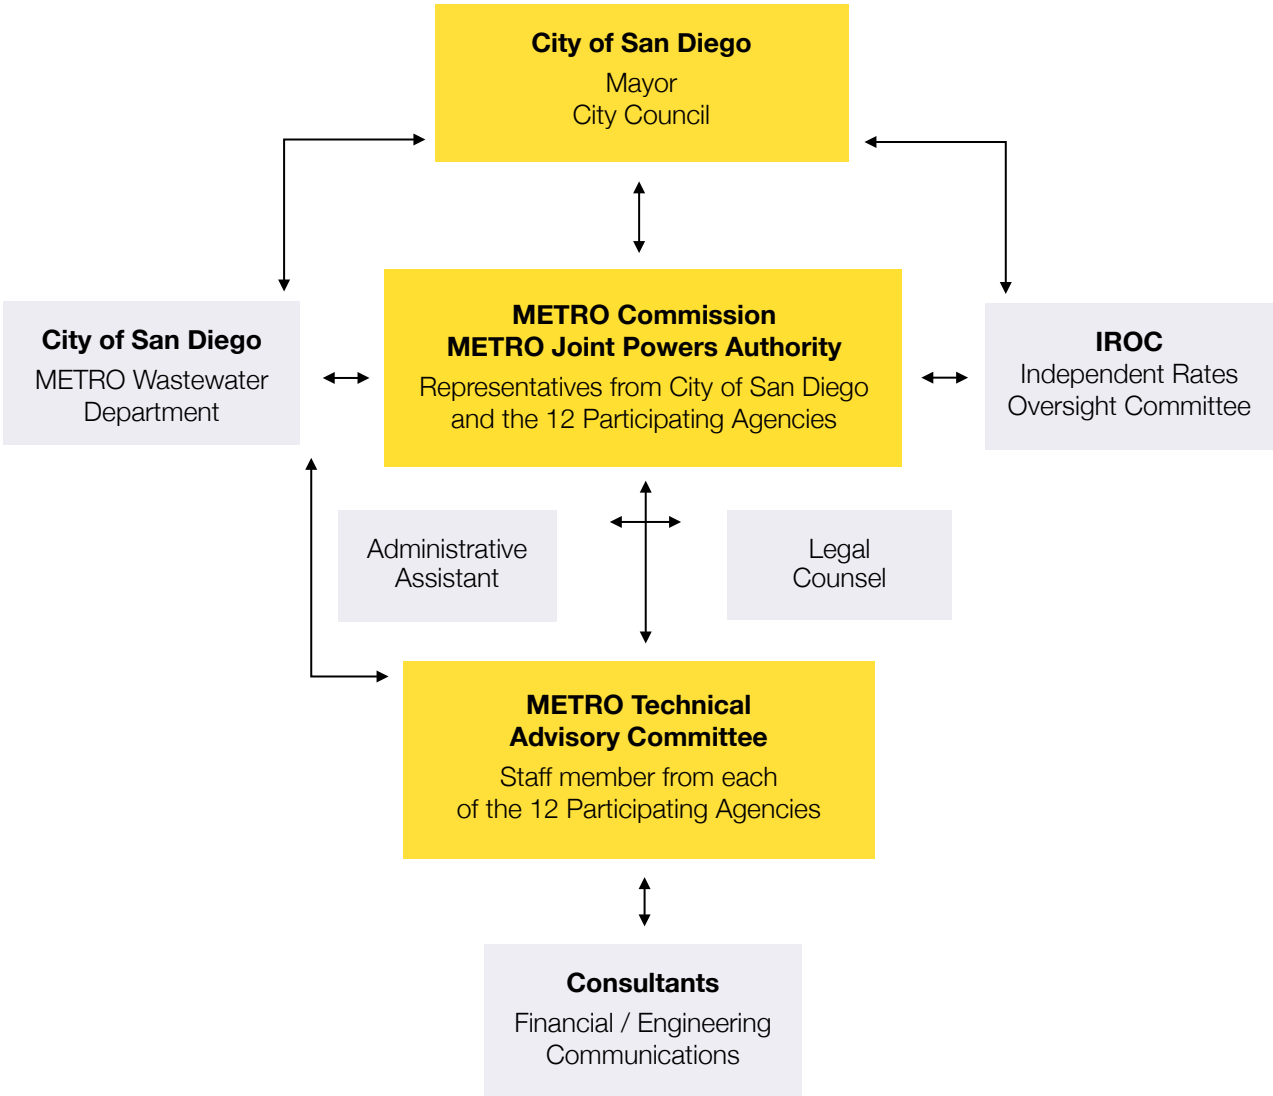 City of San Diego
Mayor
City Council
City of San Diego
METRO Wastewater
Department
METRO Commission
METRO Joint Powers Authority
Representatives from City of San Diego
and the 12 Participating Agencies
IROC
Independent Rates
Oversight Committee
Administrative
Assistant
Legal
Counsel
METRO Technical
Advisory Committee
Staff member from each
of the 12 Participating Agencies
Consultants
Financial / Engineering
Communications